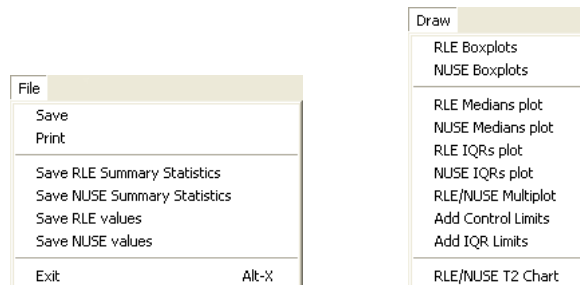 File
Save
Print
Save RLE Summary Statistics
Save NUSE Summary Statistics
Save RLE values
Save NUSE values
Exit Alt-X
Draw
RLE Boxplots
NUSE Boxplots
RLE Medians plot
NUSE Medians plot
RLE IQRs plot
NUSE IQRs plot
RLE/NUSE Multiplot
Add Control Limits
Add IQR Limits
RLE/NUSE T2 Chart